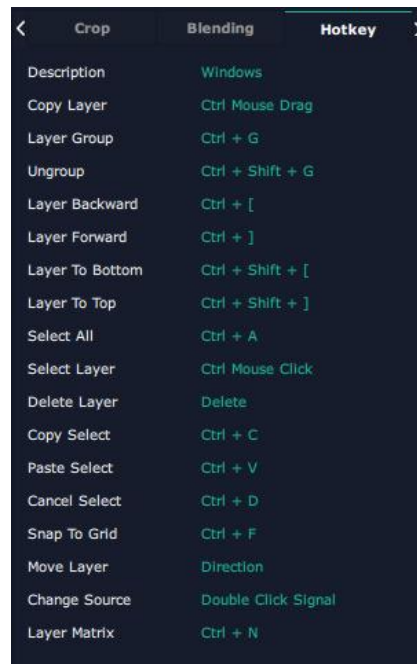 Crop Blending Hotkey
Description Windows
Copy Layer Ctrl Mouse Drag
Layer Group Ctrl + G
Ungroup Ctrl + Shift + G
Layer Backward Ctrl + [
Layer Forward Ctrl + ]
Layer To Bottom Ctrl + Shift + [
Layer To Top Ctrl + Shift + ]
Select All Ctrl + A
Select Layer Ctrl Mouse Click
Delete Layer Delete
Copy Select Ctrl + C
Paste Select Ctrl + V
Cancel Select Ctrl + D
Snap To Grid Ctrl + F
Move Layer Direction
Change Source Double Click Signal
Layer Matrix Ctrl + N